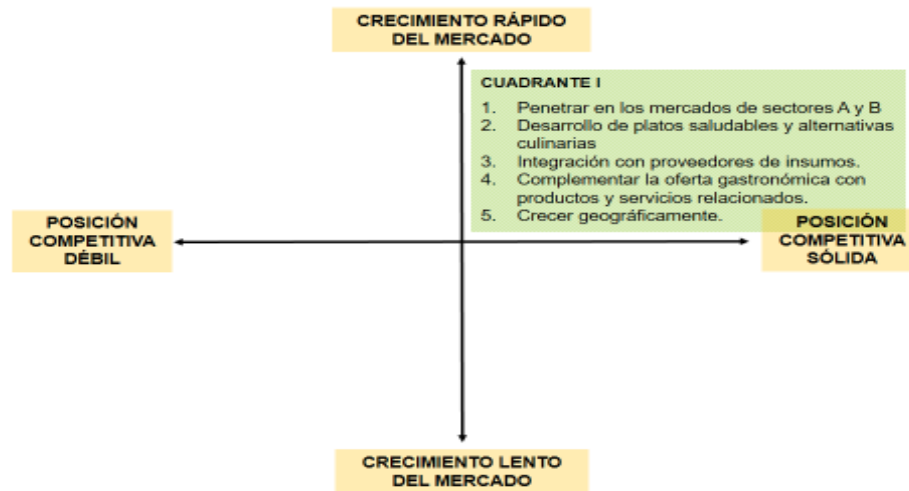 CRECIMIENTO RÁPIDO
DEL MERCADO
CUADRANTE I
1. Penetrar en los mercados de sectores A y B
2. Desarrollo de platos saludables y alternativas
culinarias
3. Integración con proveedores de insumos.
4. Complementar la oferta gastronómica con
productos y servicios relacionados.
5. Crecer geográficamente.
POSICIÓN
COMPETITIVA
DÉBIL
POSICIÓN
COMPETITIVA
SÓLIDA
CRECIMIENTO LENTO
DEL MERCADO